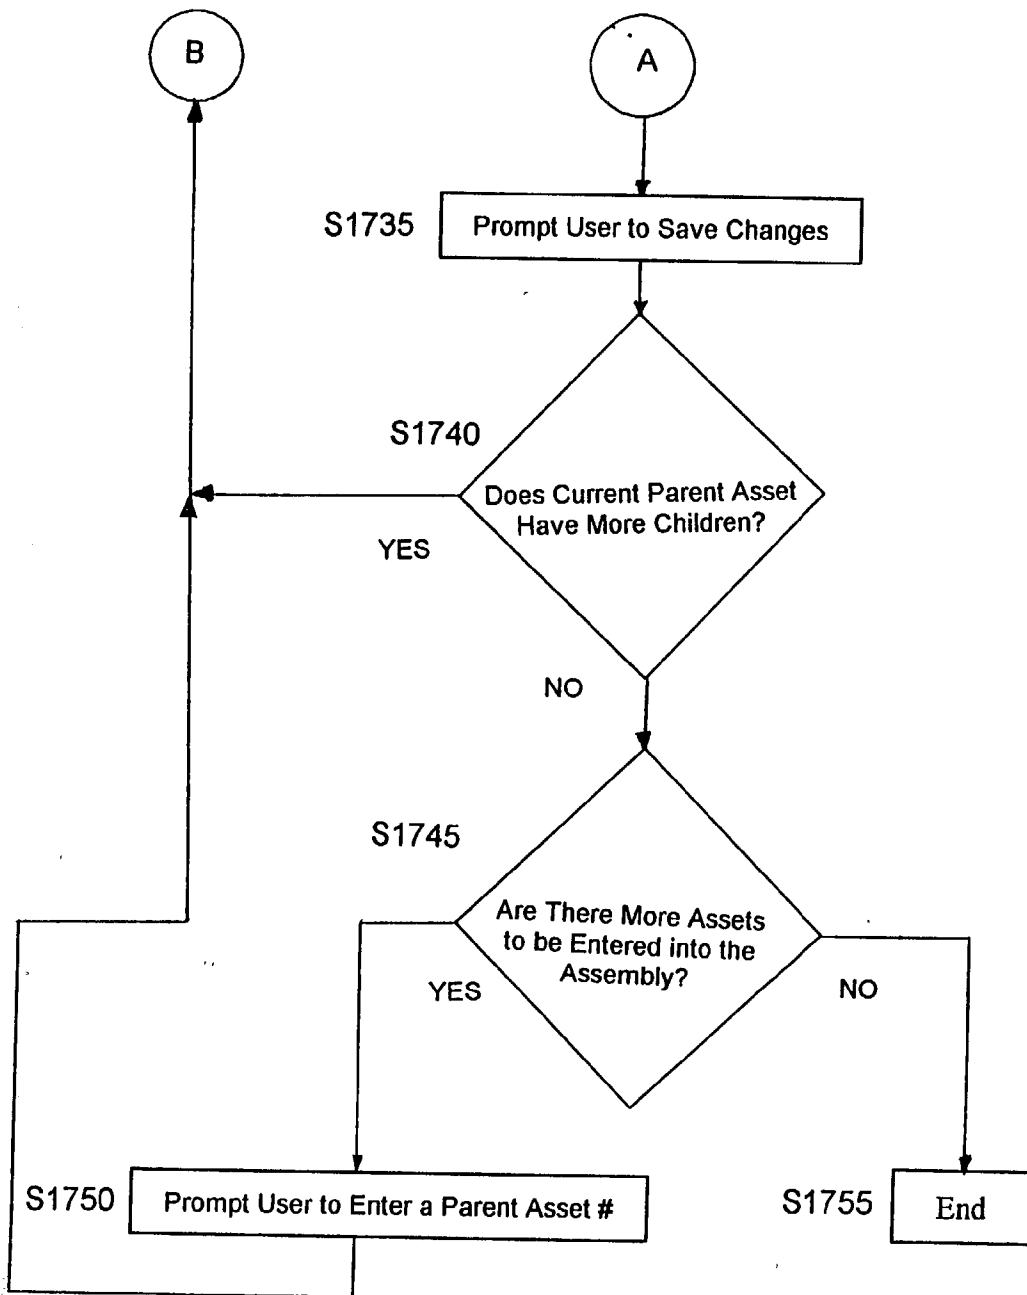 B
A
S1735
Prompt User to Save Changes
S1740
Does Current Parent Asset
Have More Children?
YES
NO
S1745
Are There More Assets
to be Entered into the
Assembly?
YES
NO
S1750
Prompt User to Enter a Parent Asset #
S1755
End